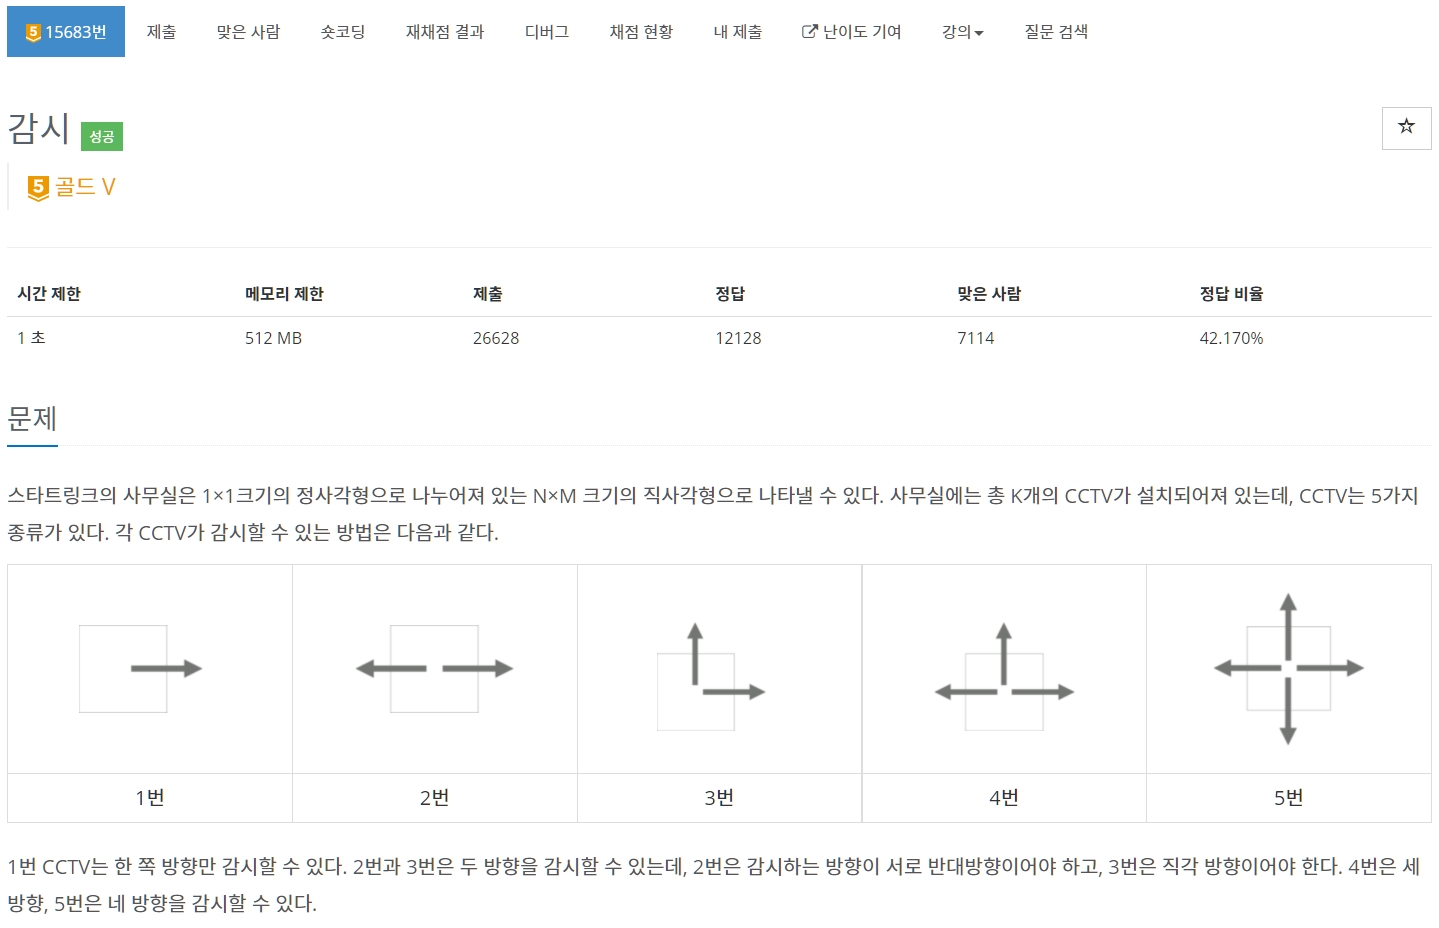 5 15683번 제출 맞은 사람 숏코딩 재채점 결과 디버그 채점 현황 내 제출 난이도 기여 강의 질문 검색
감시 성공
5 골드 V
시간 제한 메모리 제한 제출 정답 맞은 사람 정답 비율
1 초 512 MB 26628 12128 7114 42.170%
문제
스타트링크의 사무실은 1×1크기의 정사각형으로 나누어져 있는 N×M 크기의 직사각형으로 나타낼 수 있다. 사무실에는 총 K개의 CCTV가 설치되어져 있는데, CCTV는 5가지
종류가 있다. 각 CCTV가 감시할 수 있는 방법은 다음과 같다.
1번 2번 3번 4번 5번
1번 CCTV는 한 쪽 방향만 감시할 수 있다. 2번과 3번은 두 방향을 감시할 수 있는데, 2번은 감시하는 방향이 서로 반대방향이어야 하고, 3번은 직각 방향이어야 한다. 4번은 세
방향, 5번은 네 방향을 감시할 수 있다.